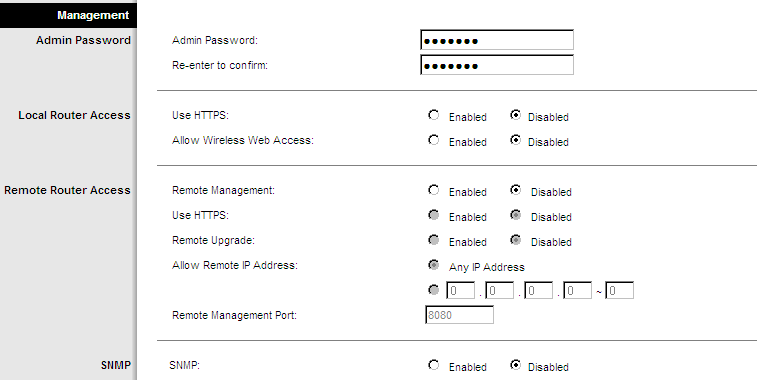 Management
Admin Password Admin Password: •••••••
Re-enter to confirm: •••••••
Local Router Access Use HTTPS: Enabled Disabled
Allow Wireless Web Access: Enabled Disabled
Remote Router Access Remote Management: Enabled Disabled
Use HTTPS: Enabled Disabled
Remote Upgrade: Enabled Disabled
Allow Remote IP Address: Any IP Address
0 . 0 . 0 . 0 ~ 0
Remote Management Port: 8080
SNMP SNMP: Enabled Disabled